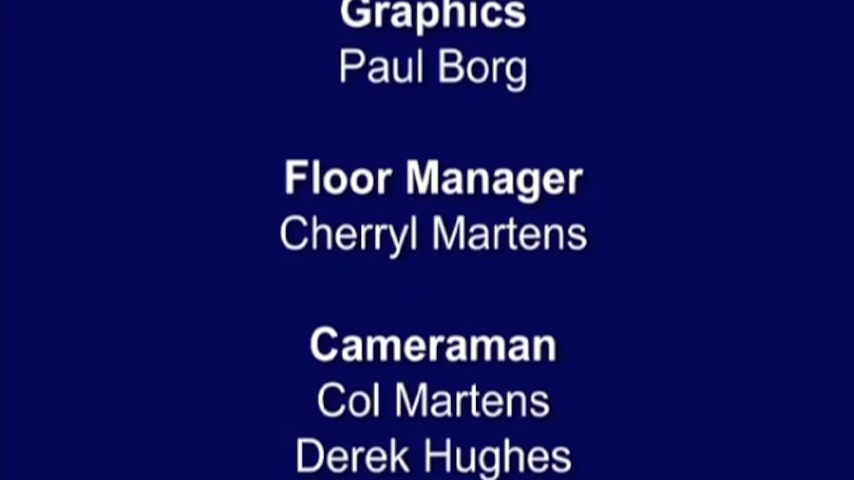 Graphics
Paul Borg
Floor Manager
Cherryl Martens
Cameraman
Col Martens
Derek Hughes